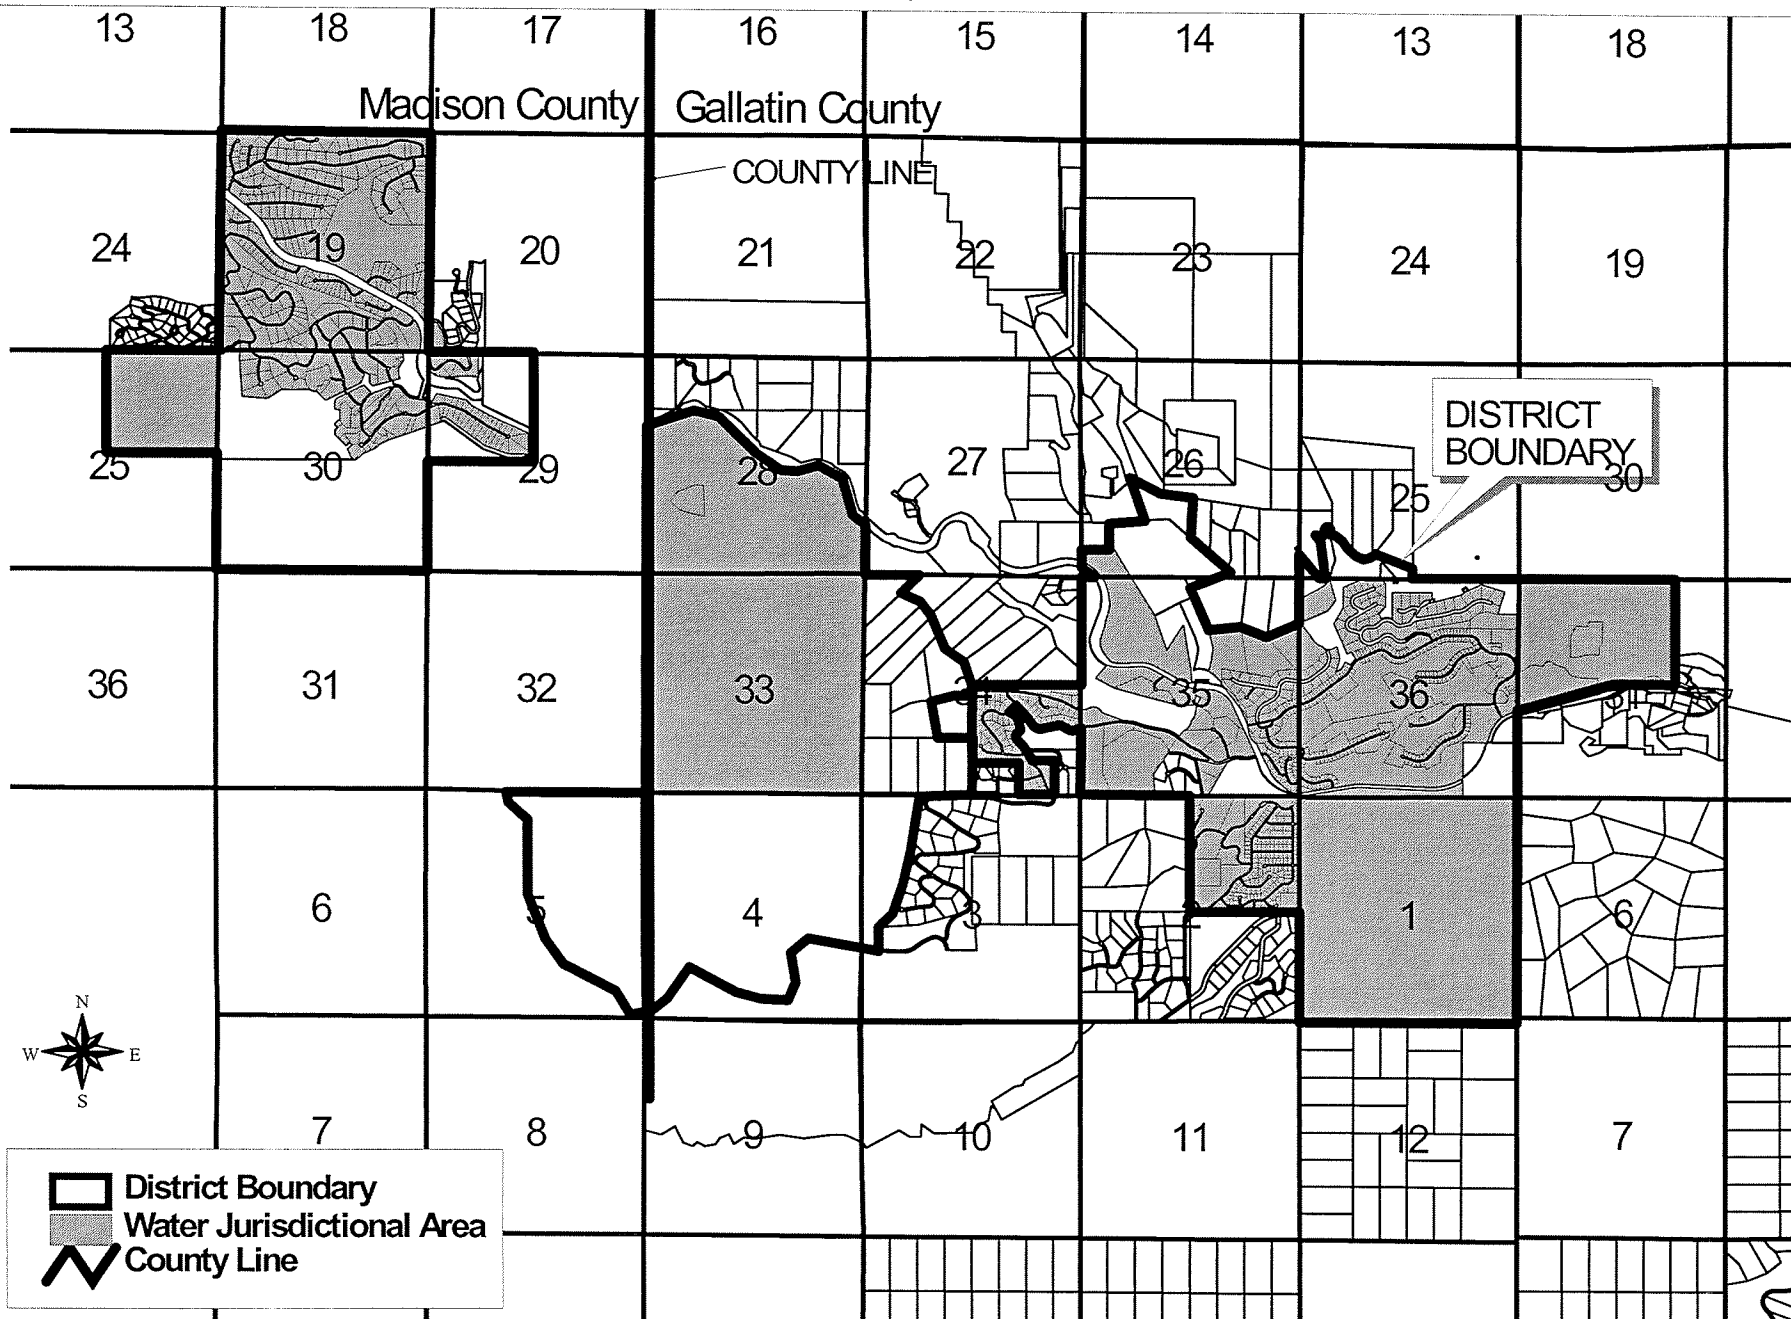 13 18 17 16 15 14 13 18
Madison County Gallatin County
COUNTY LINE
24 19 20 21 22 23 24 19
DISTRICT
BOUNDARY
25 30 29 28 27 26 25 30
36 31 32 33 34 35 36
6 5 4 3 1 6
N
W E
S
7 8 9 10 11 12 7
District Boundary
Water Jurisdictional Area
County Line